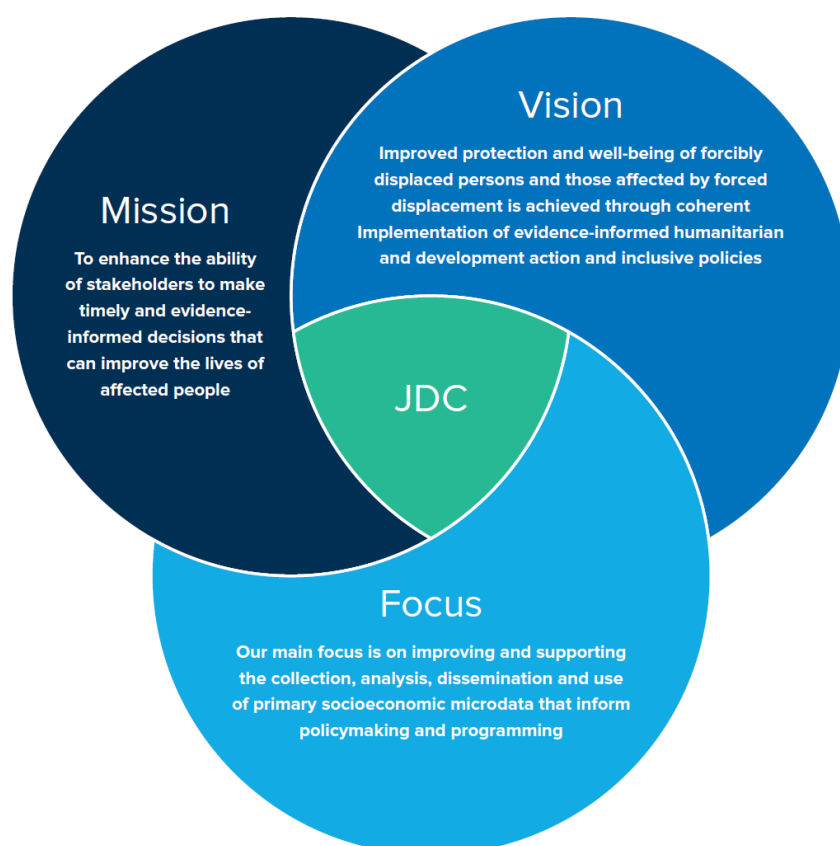 Mission
To enhance the ability
of stakeholders to make
timely and evidence-
informed decisions that
can improve the lives of
affected people
Vision
Improved protection and well-being of forcibly
displaced persons and those affected by forced
displacement is achieved through coherent
Implementation of evidence-informed humanitarian
and development action and inclusive policies
JDC
Focus
Our main focus is on improving and supporting
the collection, analysis, dissemination and use
of primary socioeconomic microdata that inform
policymaking and programming